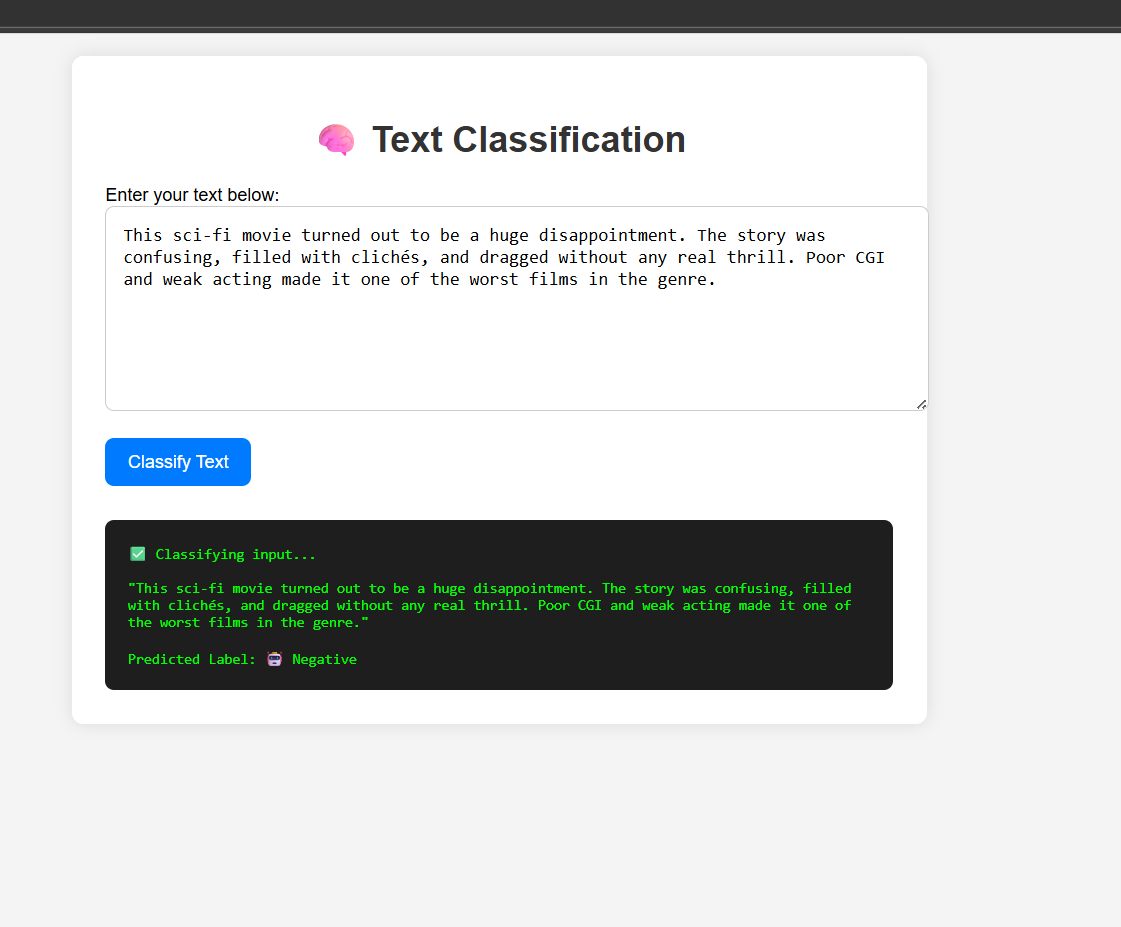 🧠 Text Classification
Enter your text below:
This sci-fi movie turned out to be a huge disappointment. The story was
confusing, filled with clichés, and dragged without any real thrill. Poor CGI
and weak acting made it one of the worst films in the genre.
Classify Text
✅ Classifying input...
"This sci-fi movie turned out to be a huge disappointment. The story was confusing, filled
with clichés, and dragged without any real thrill. Poor CGI and weak acting made it one of
the worst films in the genre."
Predicted Label: 🤖 Negative